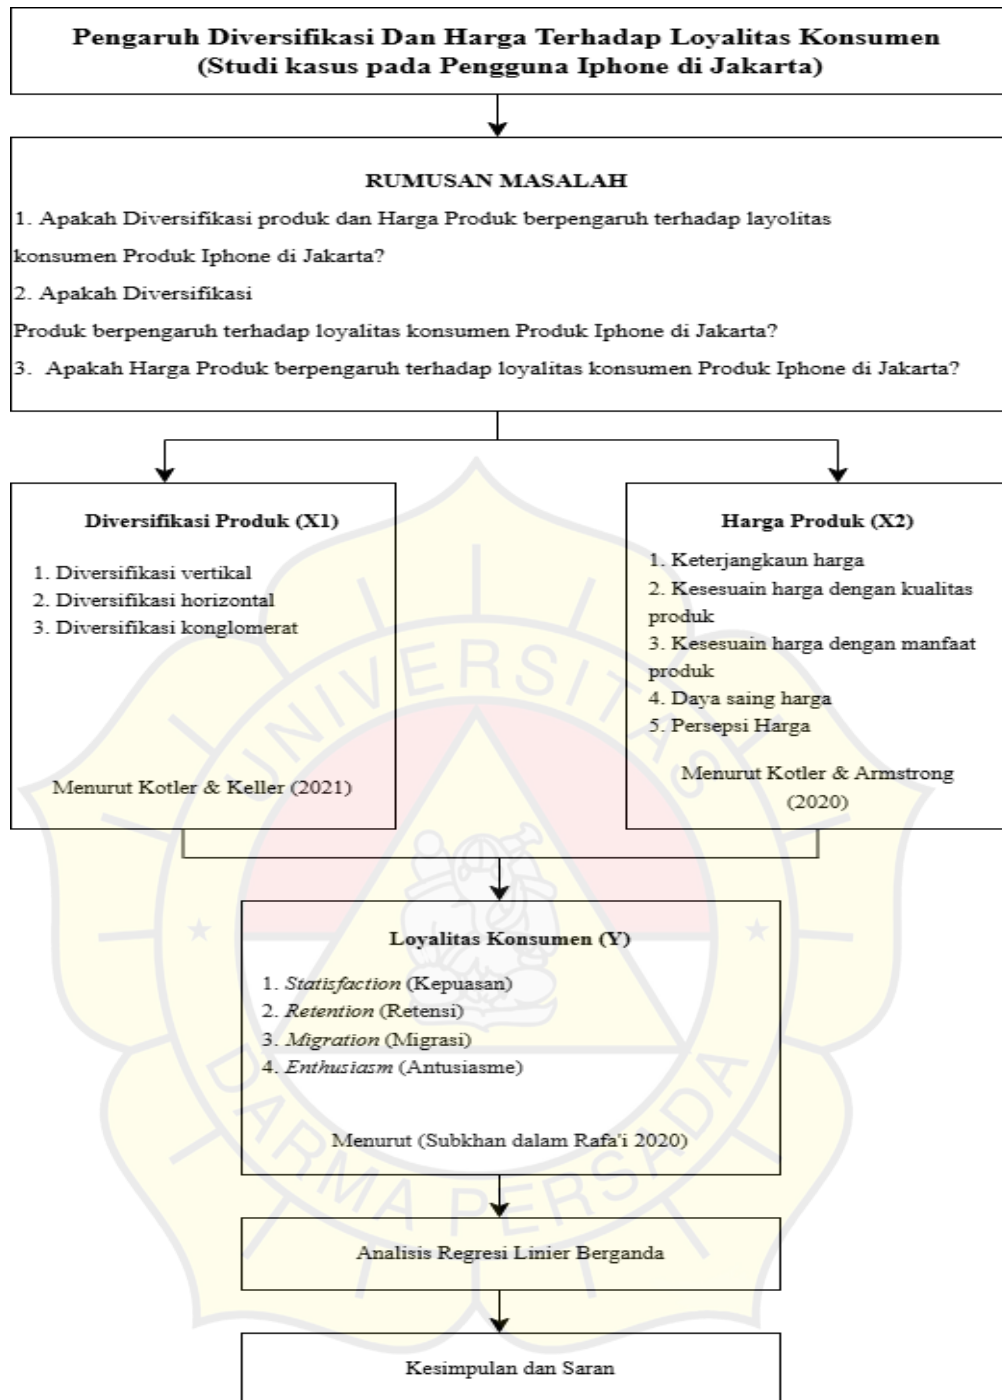 Pengaruh Diversifikasi Dan Harga Terhadap Loyalitas Konsumen
(Studi kasus pada Pengguna Iphone di Jakarta)
RUMUSAN MASALAH
1. Apakah Diversifikasi produk dan Harga Produk berpengaruh terhadap layolitas
konsumen Produk Iphone di Jakarta?
2. Apakah Diversifikasi
Produk berpengaruh terhadap loyalitas konsumen Produk Iphone di Jakarta?
3. Apakah Harga Produk berpengaruh terhadap loyalitas konsumen Produk Iphone di Jakarta?
Diversifikasi Produk (X1)
1. Diversifikasi vertikal
2. Diversifikasi horizontal
3. Diversifikasi konglomerat
Menurut Kotler & Keller (2021)
Harga Produk (X2)
1. Keterjangkaun harga
2. Kesesuain harga dengan kualitas
produk
3. Kesesuain harga dengan manfaat
produk
4. Daya saing harga
5. Persepsi Harga
Menurut Kotler & Armstrong
(2020)
UNIVERSITAS
Loyalitas Konsumen (Y)
1. Statisfaction (Kepuasan)
2. Retention (Retensi)
3. Migration (Migrasi)
4. Enthusiasm (Antusiasme)
Menurut (Subkhan dalam Rafa'i 2020)
DARMA PERSADA
Analisis Regresi Linier Berganda
Kesimpulan dan Saran